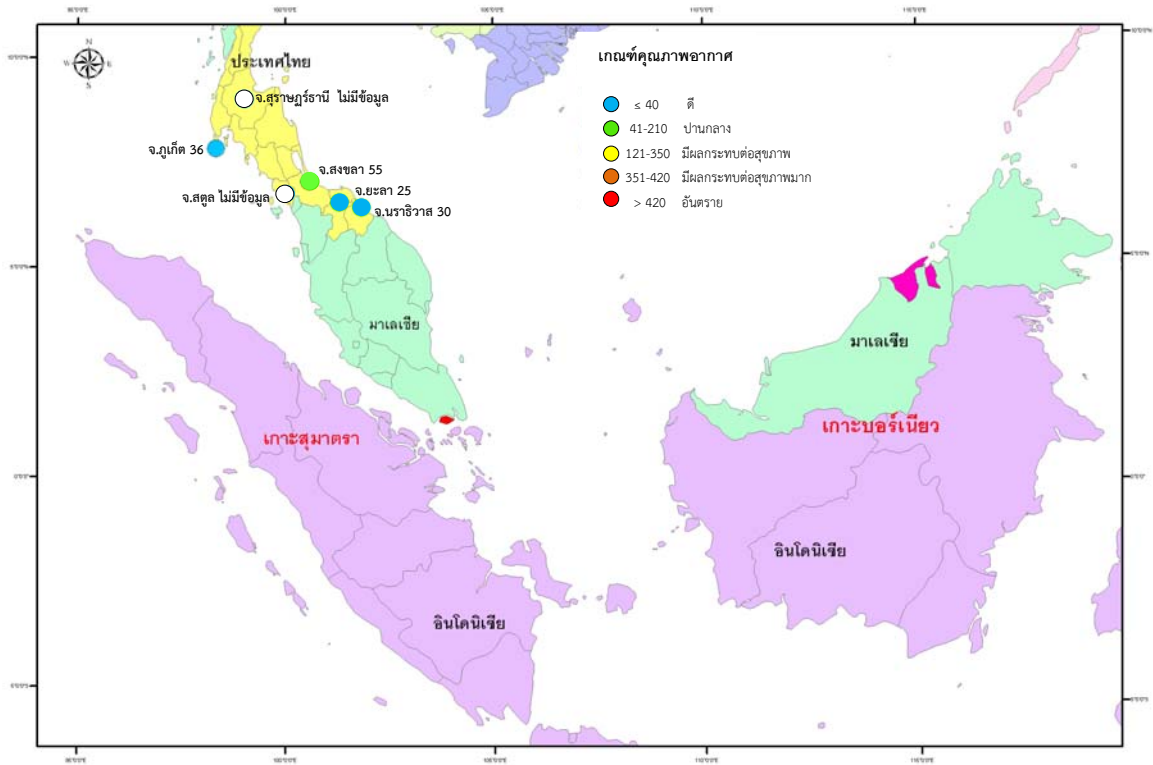 ประเทศไทย
จ.สุราษฏร์ธานี ไม่มีข้อมูล
จ.ภูเก็ต 36
จ.สงขลา 55
จ.สตูล ไม่มีข้อมูล
จ.ยะลา 25
จ.นราธิวาส 30
เกณฑ์คุณภาพอากาศ
≤ 40 ดี
41-210 ปานกลาง
121-350 มีผลกระทบต่อสุขภาพ
351-420 มีผลกระทบต่อสุขภาพมาก
> 420 อันตราย
N
W E
S
มาเลเซีย
มาเลเซีย
เกาะสุมาตรา
เกาะบอร์เนียว
อินโดนิเซีย
อินโดนิเซีย